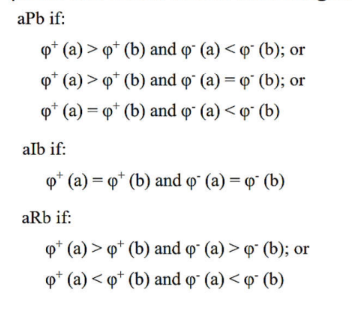 aPb if:
φ⁺ (a) > φ⁺ (b) and φ⁻ (a) < φ⁻ (b); or
φ⁺ (a) > φ⁺ (b) and φ⁻ (a) = φ⁻ (b); or
φ⁺ (a) = φ⁺ (b) and φ⁻ (a) < φ⁻ (b)
aIb if:
φ⁺ (a) = φ⁺ (b) and φ⁻ (a) = φ⁻ (b)
aRb if:
φ⁺ (a) > φ⁺ (b) and φ⁻ (a) > φ⁻ (b); or
φ⁺ (a) < φ⁺ (b) and φ⁻ (a) < φ⁻ (b)